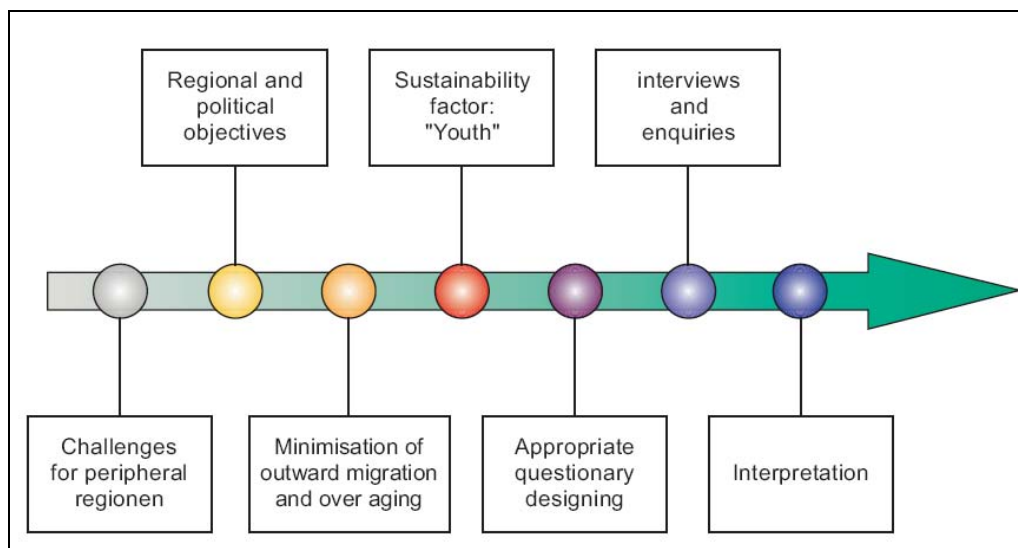 Regional and
political
objectives
Sustainability
factor:
"Youth"
interviews
and
enquiries
Challenges
for peripheral
regionen
Minimisation of
outward migration
and over aging
Appropriate
questionary
designing
Interpretation